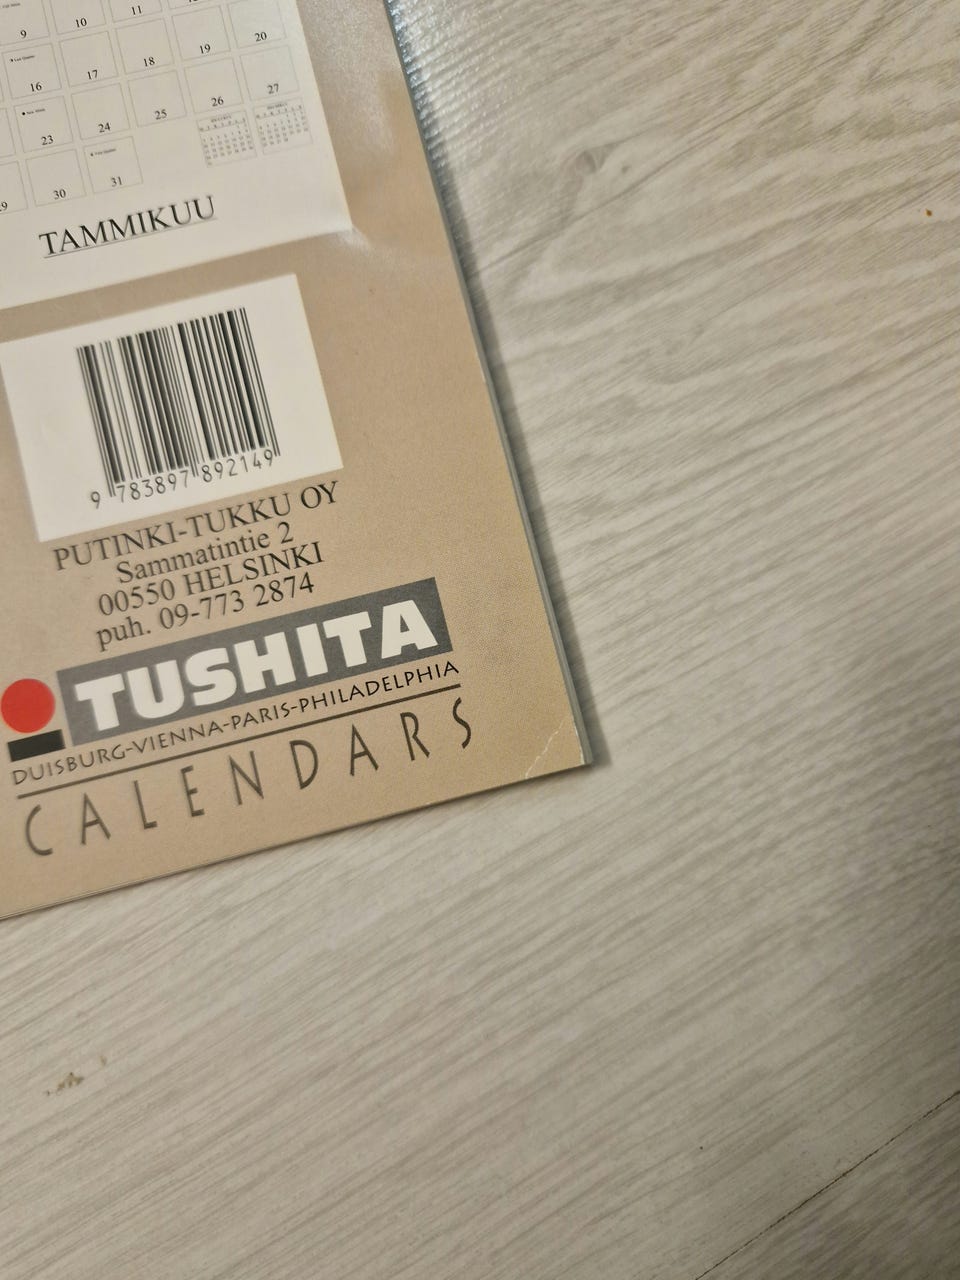 9 10 11
16 17 18 19 20
23 24 25 26 27
30 31
TAMMIKUU
9 783897 892149
PUTINKI-TUKKU OY
Sammatintie 2
00550 HELSINKI
puh. 09-773 2874
TUSHITA
DUISBURG-VIENNA-PARIS-PHILADELPHIA
CALENDARS